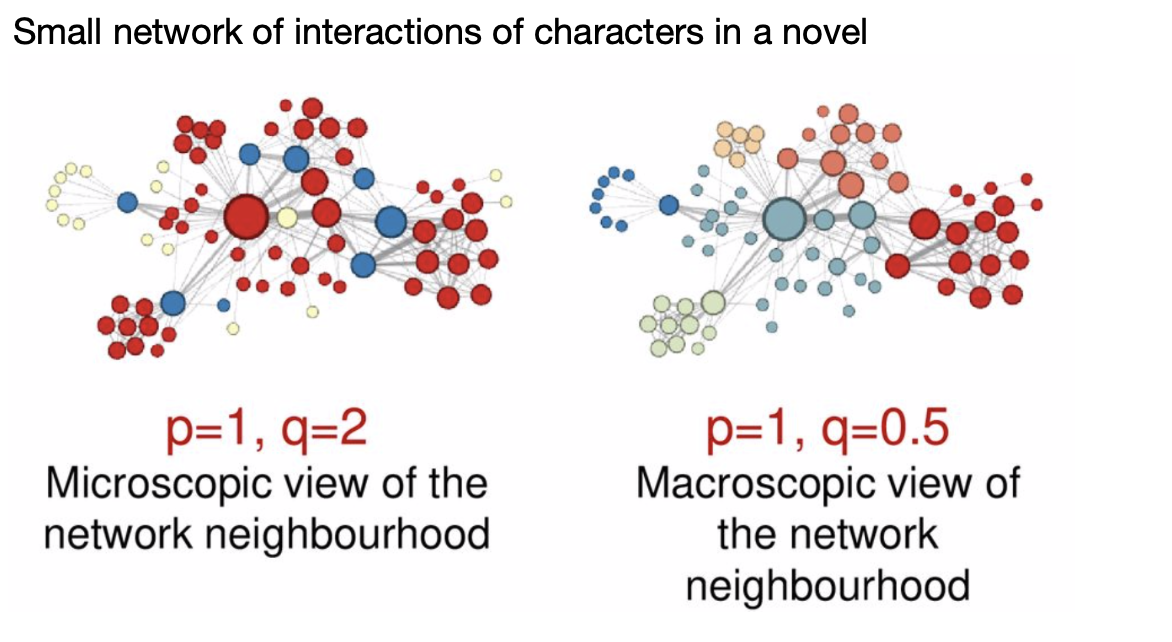 Small network of interactions of characters in a novel
p=1, q=2
Microscopic view of the
network neighbourhood
p=1, q=0.5
Macroscopic view of
the network
neighbourhood